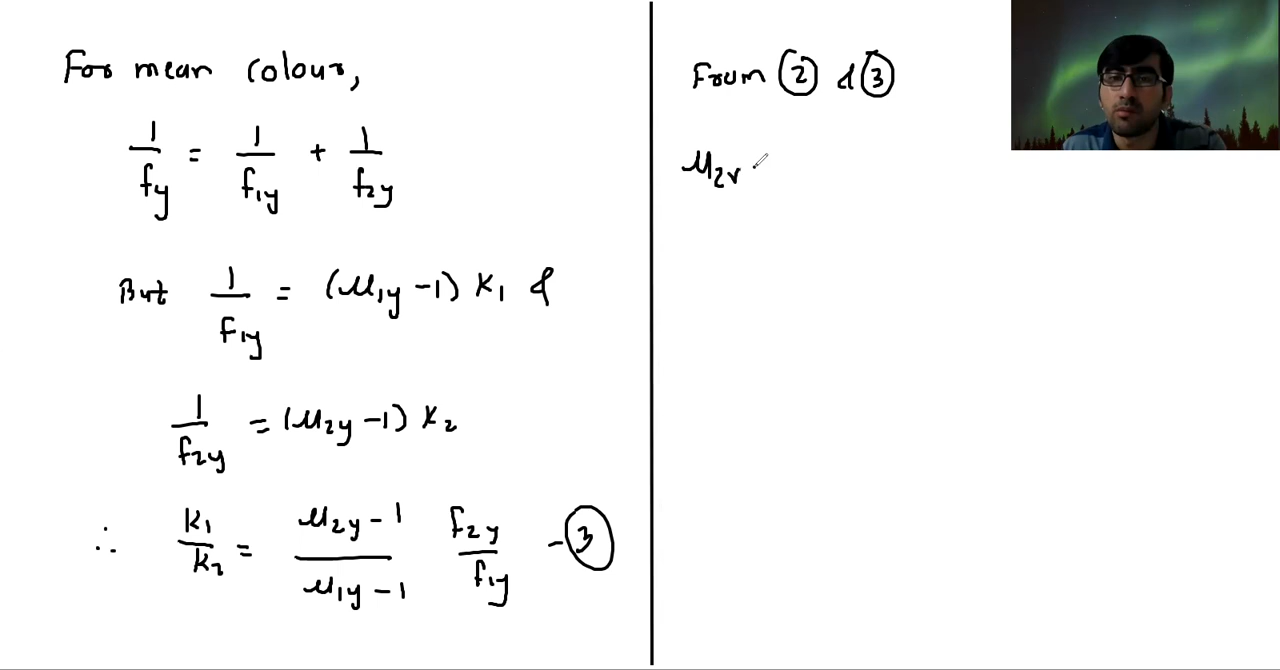 For mean colour,
1/fy = 1/f₁y + 1/f₂y
But 1/f₁y = (μ₁y - 1) K₁ &
1/f₂y = (μ₂y - 1) K₂
∴ K₁/K₂ = (μ₂y - 1)/(μ₁y - 1) f₂y/f₁y - ③
From ② & ③
μ₂v